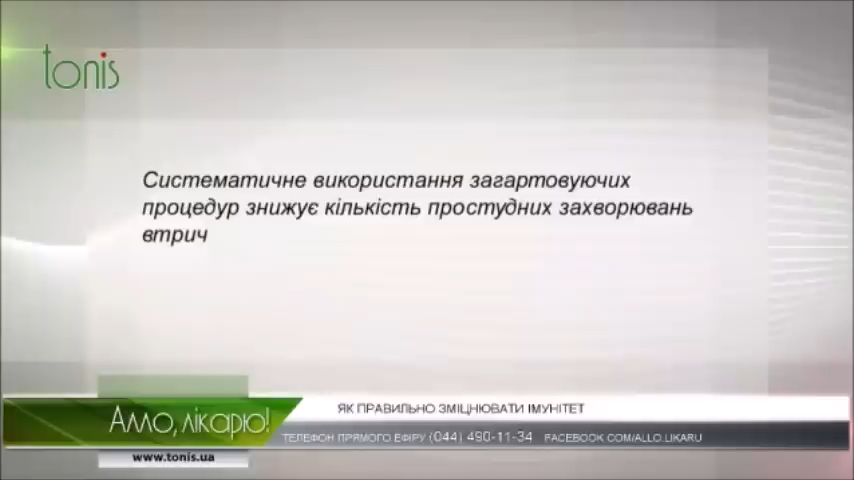 tonis
Систематичне використання загартовуючих
процедур знижує кількість простудних захворювань
втрич
ЯК ПРАВИЛЬНО ЗМІЦНЮВАТИ ІМУНІТЕТ
Алло, лікарю!
ТЕЛЕФОН ПРЯМОГО ЕФІРУ (044) 490-11-34 FACEBOOK COM/ALLO.LIKARU
www.tonis.ua